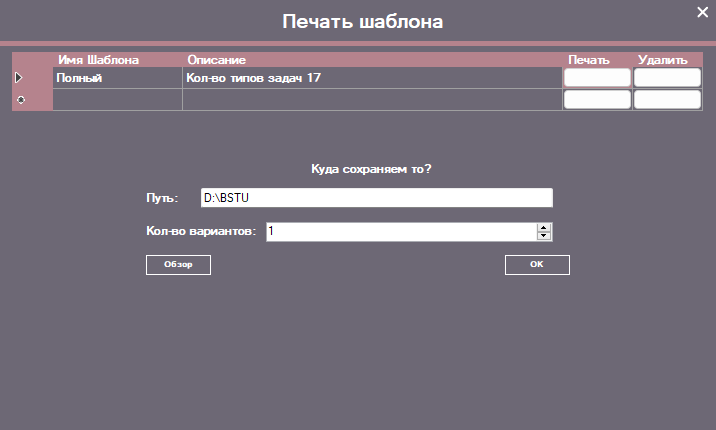 Печать шаблона
Имя Шаблона Описание Печать Удалить
Полный Кол-во типов задач 17
Куда сохраняем то?
Путь: D:\BSTU
Кол-во вариантов: 1
Обзор OK